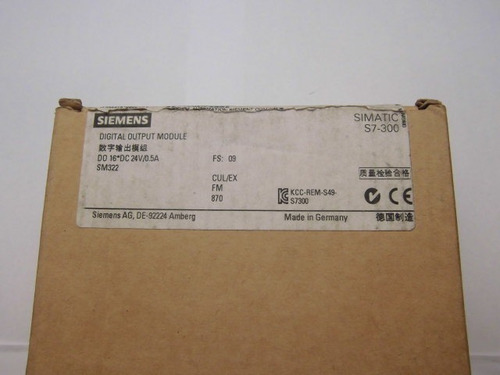 SIEMENS
SIMATIC
S7-300
DIGITAL OUTPUT MODULE
数字输出模组
DO 16*DC 24V/0.5A
SM322
FS: 09
CUL/EX
FM
870
质量检验合格
KCC-REM-S49-
S7300
Siemens AG, DE-92224 Amberg
Made in Germany
德国制造